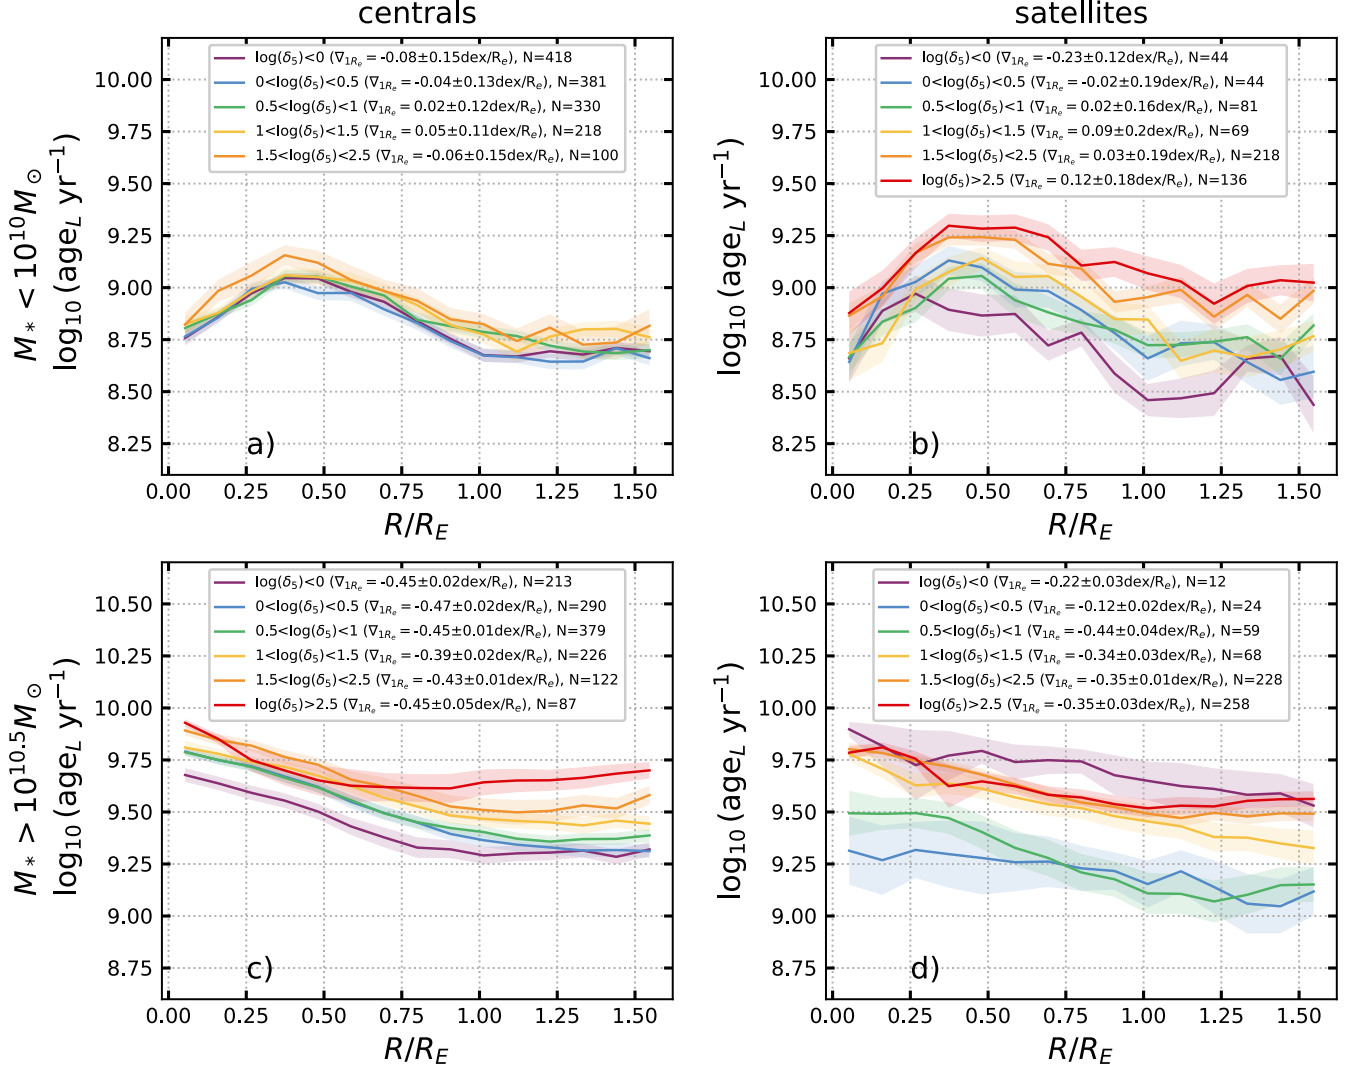 centrals
satellites
M* < 10^10 M⊙
log10 (ageL yr−1)
10.00
9.75
9.50
9.25
9.00
8.75
8.50
8.25
log(δ5)<0 (∇1Re = -0.08±0.15dex/Re), N=418
0<log(δ5)<0.5 (∇1Re = -0.04±0.13dex/Re), N=381
0.5<log(δ5)<1 (∇1Re = 0.02±0.12dex/Re), N=330
1<log(δ5)<1.5 (∇1Re = 0.05±0.11dex/Re), N=218
1.5<log(δ5)<2.5 (∇1Re = -0.06±0.15dex/Re), N=100
a)
0.00 0.25 0.50 0.75 1.00 1.25 1.50
R/RE
log10 (ageL yr−1)
10.00
9.75
9.50
9.25
9.00
8.75
8.50
8.25
log(δ5)<0 (∇1Re = -0.23±0.12dex/Re), N=44
0<log(δ5)<0.5 (∇1Re = -0.02±0.19dex/Re), N=44
0.5<log(δ5)<1 (∇1Re = 0.02±0.16dex/Re), N=81
1<log(δ5)<1.5 (∇1Re = 0.09±0.2dex/Re), N=69
1.5<log(δ5)<2.5 (∇1Re = 0.03±0.19dex/Re), N=218
log(δ5)>2.5 (∇1Re = 0.12±0.18dex/Re), N=136
b)
0.00 0.25 0.50 0.75 1.00 1.25 1.50
R/RE
M* > 10^10.5 M⊙
log10 (ageL yr−1)
10.50
10.25
10.00
9.75
9.50
9.25
9.00
8.75
log(δ5)<0 (∇1Re = -0.45±0.02dex/Re), N=213
0<log(δ5)<0.5 (∇1Re = -0.47±0.02dex/Re), N=290
0.5<log(δ5)<1 (∇1Re = -0.45±0.01dex/Re), N=379
1<log(δ5)<1.5 (∇1Re = -0.39±0.02dex/Re), N=226
1.5<log(δ5)<2.5 (∇1Re = -0.43±0.01dex/Re), N=122
log(δ5)>2.5 (∇1Re = -0.45±0.05dex/Re), N=87
c)
0.00 0.25 0.50 0.75 1.00 1.25 1.50
R/RE
log10 (ageL yr−1)
10.50
10.25
10.00
9.75
9.50
9.25
9.00
8.75
log(δ5)<0 (∇1Re = -0.22±0.03dex/Re), N=12
0<log(δ5)<0.5 (∇1Re = -0.12±0.02dex/Re), N=24
0.5<log(δ5)<1 (∇1Re = -0.44±0.04dex/Re), N=59
1<log(δ5)<1.5 (∇1Re = -0.34±0.03dex/Re), N=68
1.5<log(δ5)<2.5 (∇1Re = -0.35±0.01dex/Re), N=228
log(δ5)>2.5 (∇1Re = -0.35±0.03dex/Re), N=258
d)
0.00 0.25 0.50 0.75 1.00 1.25 1.50
R/RE